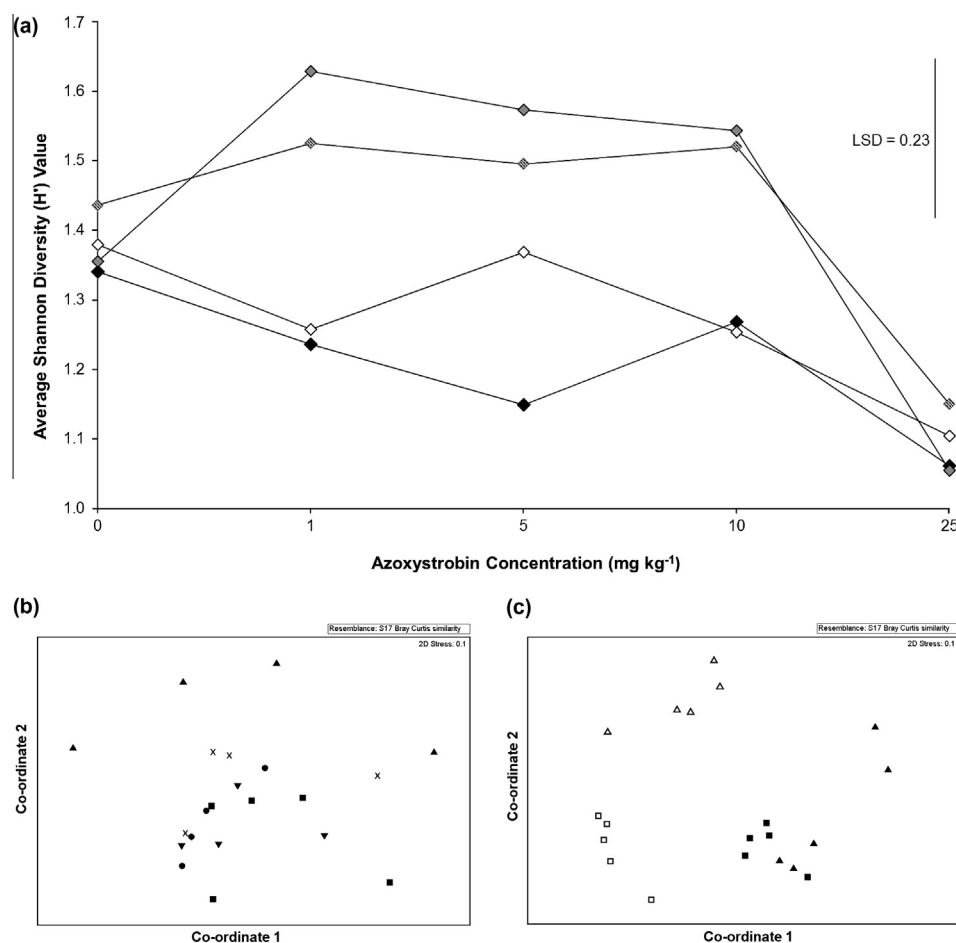 (a)
1.7
1.6
1.5
1.4
1.3
1.2
1.1
1.0
Average Shannon Diversity (H') Value
LSD = 0.23
0 1 5 10 25
Azoxystrobin Concentration (mg kg⁻¹)
(b)
Resemblance: S17 Bray Curtis similarity
2D Stress: 0.1
Co-ordinate 2
X X
X
X
Co-ordinate 1
(c)
Resemblance: S17 Bray Curtis similarity
2D Stress: 0.1
Co-ordinate 2
Co-ordinate 1